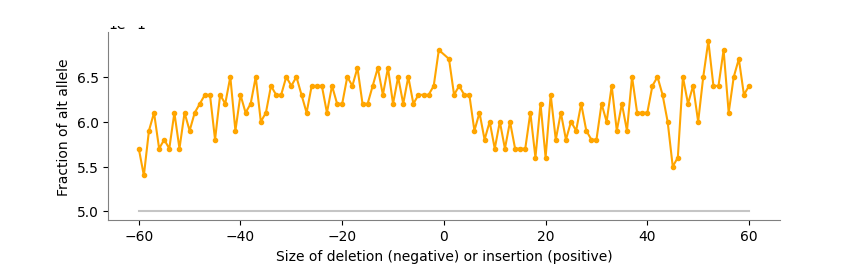 6.5
6.0
5.5
5.0
Fraction of alt allele
−60 −40 −20 0 20 40 60
Size of deletion (negative) or insertion (positive)